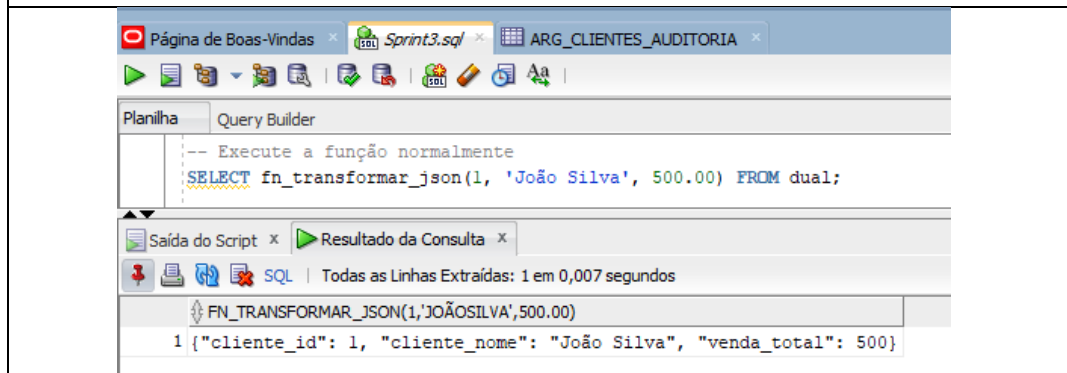 Página de Boas-Vindas × Sprint3.sql × ARG_CLIENTES_AUDITORIA ×
Planilha Query Builder
-- Execute a função normalmente
SELECT fn_transformar_json(1, 'João Silva', 500.00) FROM dual;
Saída do Script x Resultado da Consulta x
SQL | Todas as Linhas Extraídas: 1 em 0,007 segundos
FN_TRANSFORMAR_JSON(1,'JOÃOSILVA',500.00)
1 {"cliente_id": 1, "cliente_nome": "João Silva", "venda_total": 500}